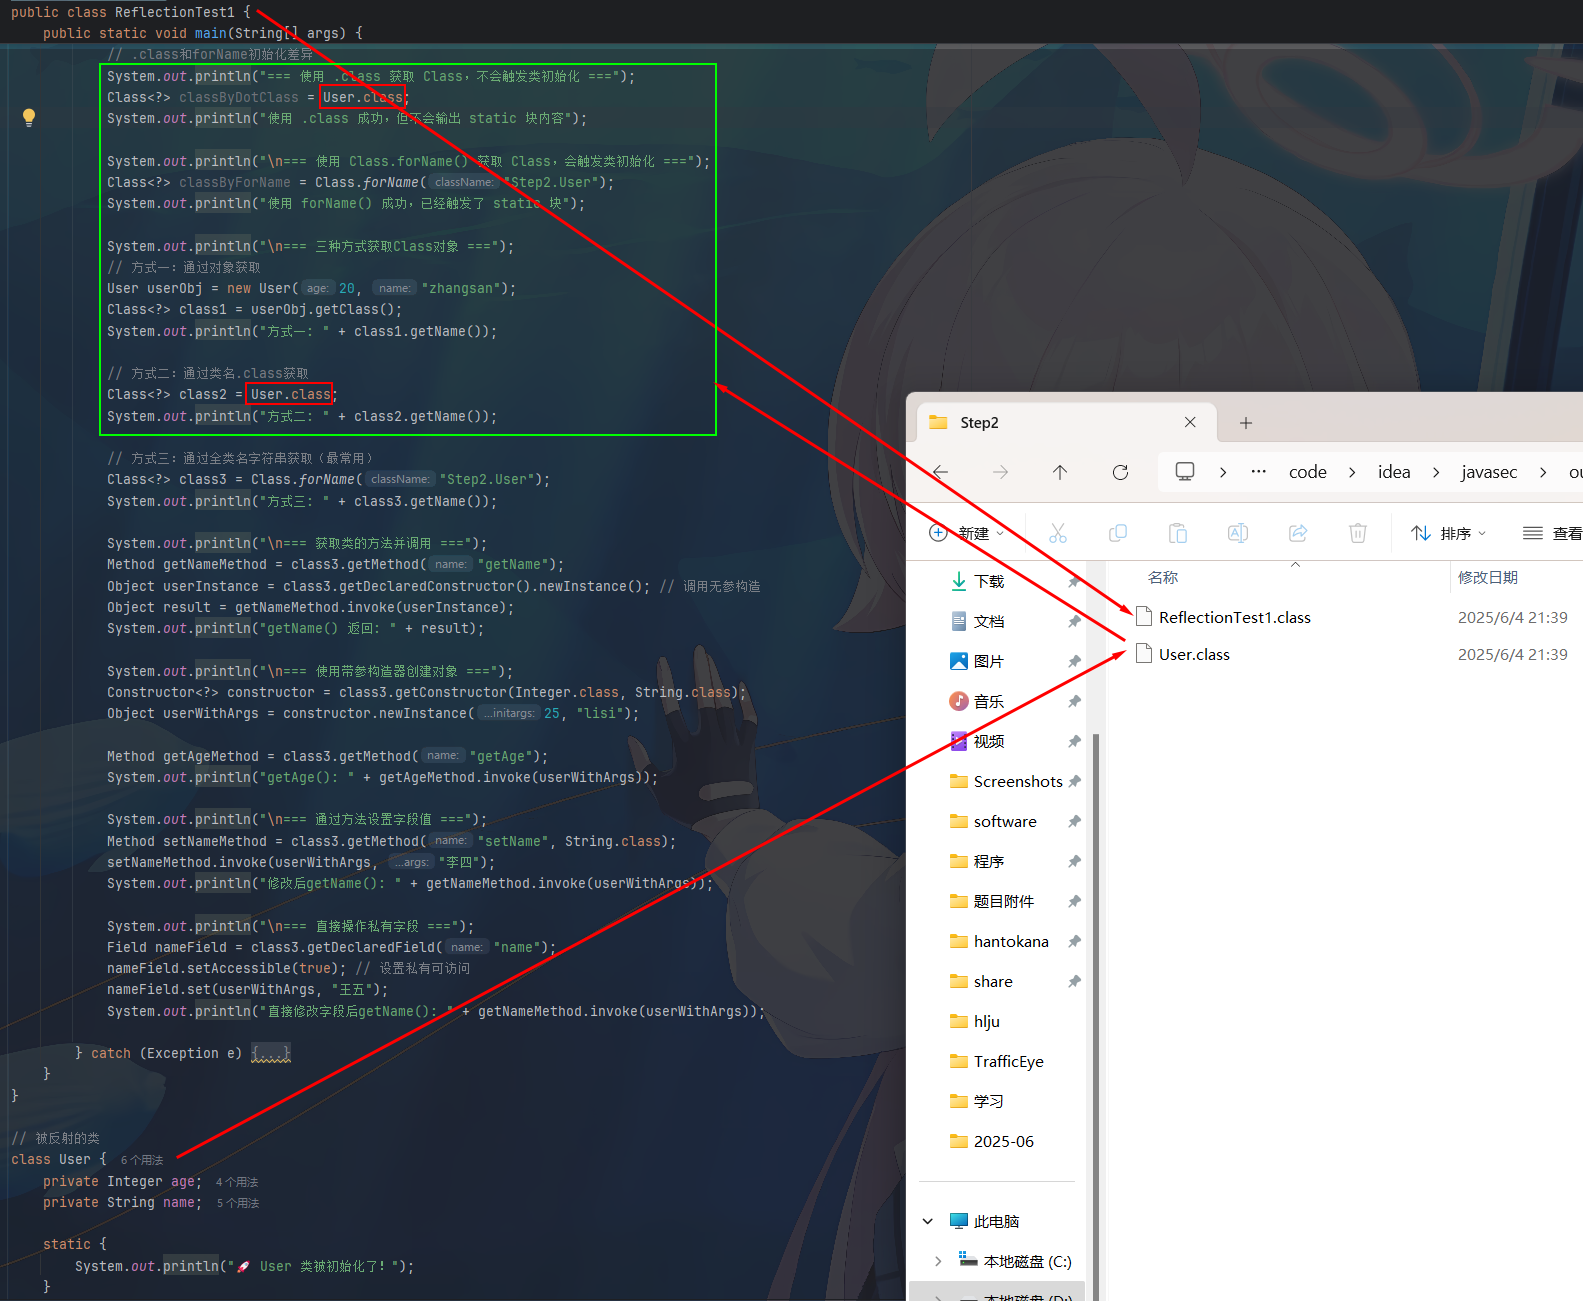 public class ReflectionTest1 {
public static void main(String[] args) {
// .class和forName初始化差异
System.out.println("=== 使用 .class 获取 Class，不会触发类初始化 ===");
Class<?> classByDotClass = User.class;
System.out.println("使用 .class 成功，但不会输出 static 块内容");
System.out.println("\n=== 使用 Class.forName() 获取 Class，会触发类初始化 ===");
Class<?> classByForName = Class.forName( className: "Step2.User");
System.out.println("使用 forName() 成功，已经触发了 static 块");
System.out.println("\n=== 三种方式获取Class对象 ===");
// 方式一：通过对象获取
User userObj = new User( age: 20, name: "zhangsan");
Class<?> class1 = userObj.getClass();
System.out.println("方式一: " + class1.getName());
// 方式二：通过类名.class获取
Class<?> class2 = User.class;
System.out.println("方式二: " + class2.getName());
// 方式三：通过全类名字符串获取（最常用）
Class<?> class3 = Class.forName( className: "Step2.User");
System.out.println("方式三: " + class3.getName());
System.out.println("\n=== 获取类的方法并调用 ===");
Method getNameMethod = class3.getMethod( name: "getName");
Object userInstance = class3.getDeclaredConstructor().newInstance(); // 调用无参构造
Object result = getNameMethod.invoke(userInstance);
System.out.println("getName() 返回: " + result);
System.out.println("\n=== 使用带参构造器创建对象 ===");
Constructor<?> constructor = class3.getConstructor(Integer.class, String.class);
Object userWithArgs = constructor.newInstance( ...initargs: 25, "lisi");
Method getAgeMethod = class3.getMethod( name: "getAge");
System.out.println("getAge(): " + getAgeMethod.invoke(userWithArgs));
System.out.println("\n=== 通过方法设置字段值 ===");
Method setNameMethod = class3.getMethod( name: "setName", String.class);
setNameMethod.invoke(userWithArgs, ...args: "李四");
System.out.println("修改后getName(): " + getNameMethod.invoke(userWithArgs));
System.out.println("\n=== 直接操作私有字段 ===");
Field nameField = class3.getDeclaredField( name: "name");
nameField.setAccessible(true); // 设置私有可访问
nameField.set(userWithArgs, "王五");
System.out.println("直接修改字段后getName(): " + getNameMethod.invoke(userWithArgs));
} catch (Exception e) {...}
}
}
// 被反射的类
class User { 6 个用法
private Integer age; 4 个用法
private String name; 5 个用法
static {
System.out.println("🚀 User 类被初始化了! ");
}
Step2
code > idea > javasec > ou
新建
排序
查看
名称
修改日期
ReflectionTest1.class 2025/6/4 21:39
User.class 2025/6/4 21:39
下载
文档
图片
音乐
视频
Screenshots
software
程序
题目附件
hantokana
share
hlju
TrafficEye
学习
2025-06
此电脑
本地磁盘 (C:)
本地磁盘 (D:)